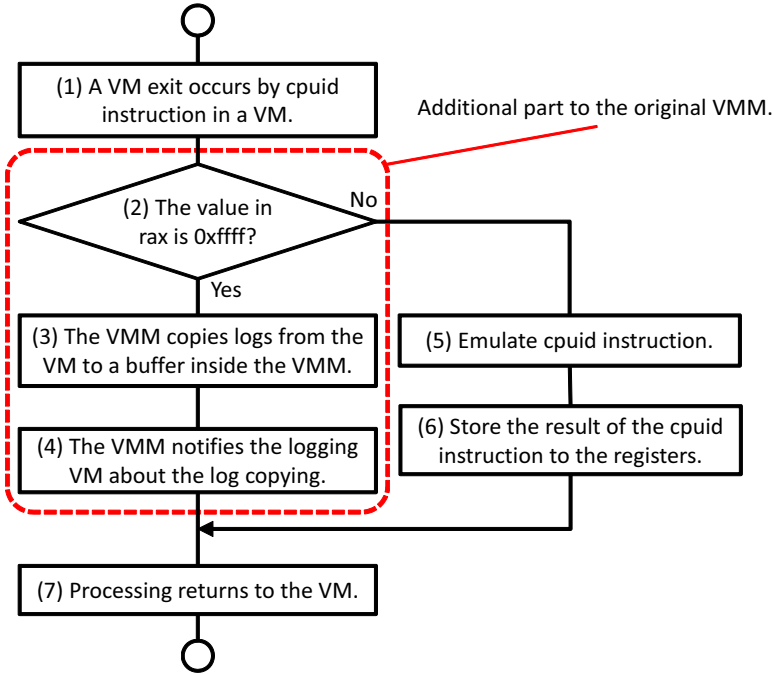 (1) A VM exit occurs by cpuid
instruction in a VM.
Additional part to the original VMM.
(2) The value in
rax is 0xffff?
No
Yes
(3) The VMM copies logs from the
VM to a buffer inside the VMM.
(5) Emulate cpuid instruction.
(4) The VMM notifies the logging
VM about the log copying.
(6) Store the result of the cpuid
instruction to the registers.
(7) Processing returns to the VM.